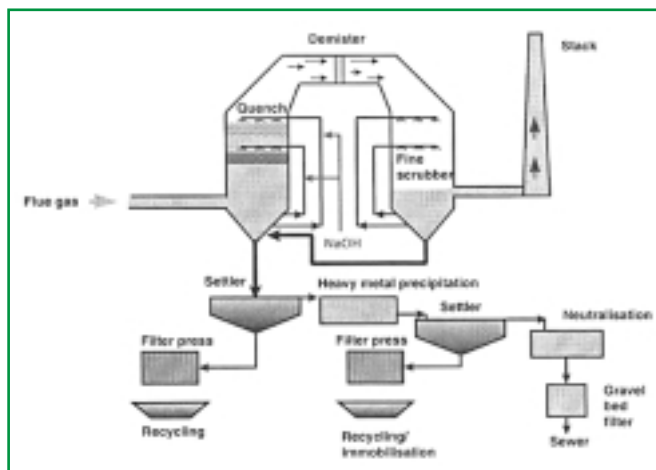 Demister
Stack
Quench
Fine
scrubber
Flue gas
NaOH
Settler
Heavy metal precipitation
Settler
Neutralisation
Filter press
Filter press
Gravel
bed
filter
Recycling
Recycling/
Immobilisation
Sewer